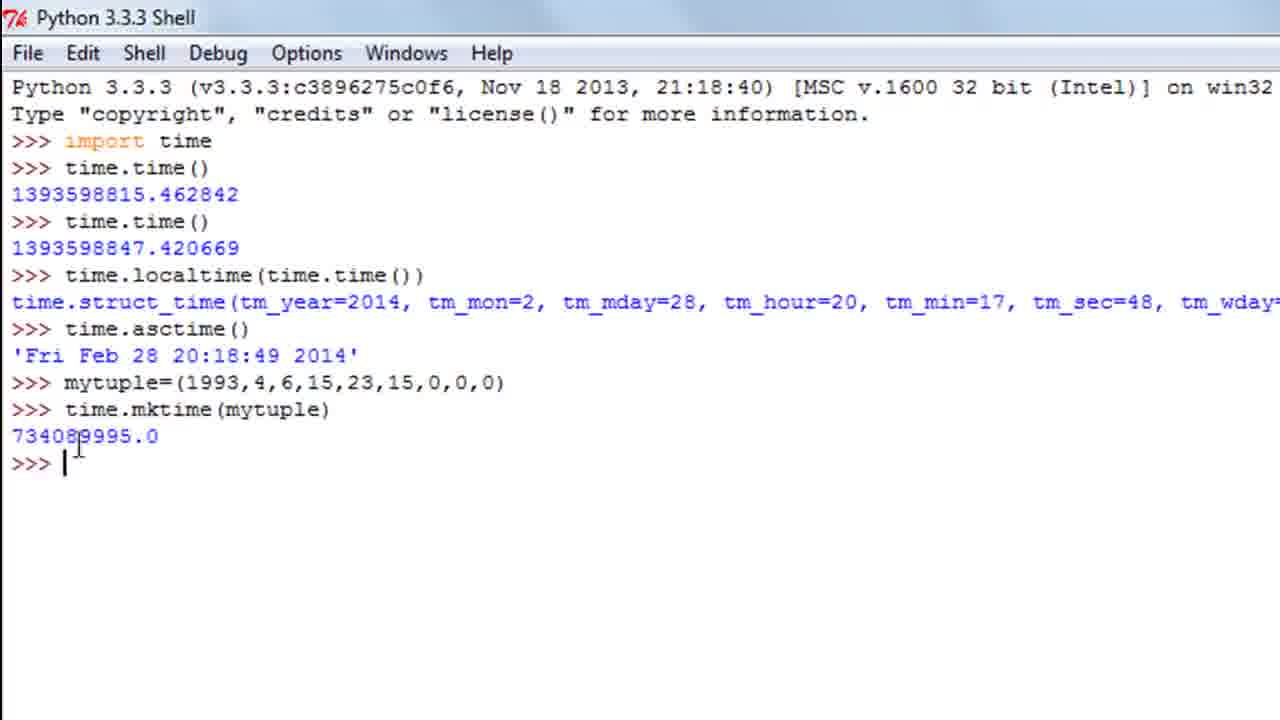 Python 3.3.3 Shell
File Edit Shell Debug Options Windows Help
Python 3.3.3 (v3.3.3:c3896275c0f6, Nov 18 2013, 21:18:40) [MSC v.1600 32 bit (Intel)] on win32
Type "copyright", "credits" or "license()" for more information.
>>> import time
>>> time.time()
1393598815.462842
>>> time.time()
1393598847.420669
>>> time.localtime(time.time())
time.struct_time(tm_year=2014, tm_mon=2, tm_mday=28, tm_hour=20, tm_min=17, tm_sec=48, tm_wday=
>>> time.asctime()
'Fri Feb 28 20:18:49 2014'
>>> mytuple=(1993,4,6,15,23,15,0,0,0)
>>> time.mktime(mytuple)
734089995.0
>>>